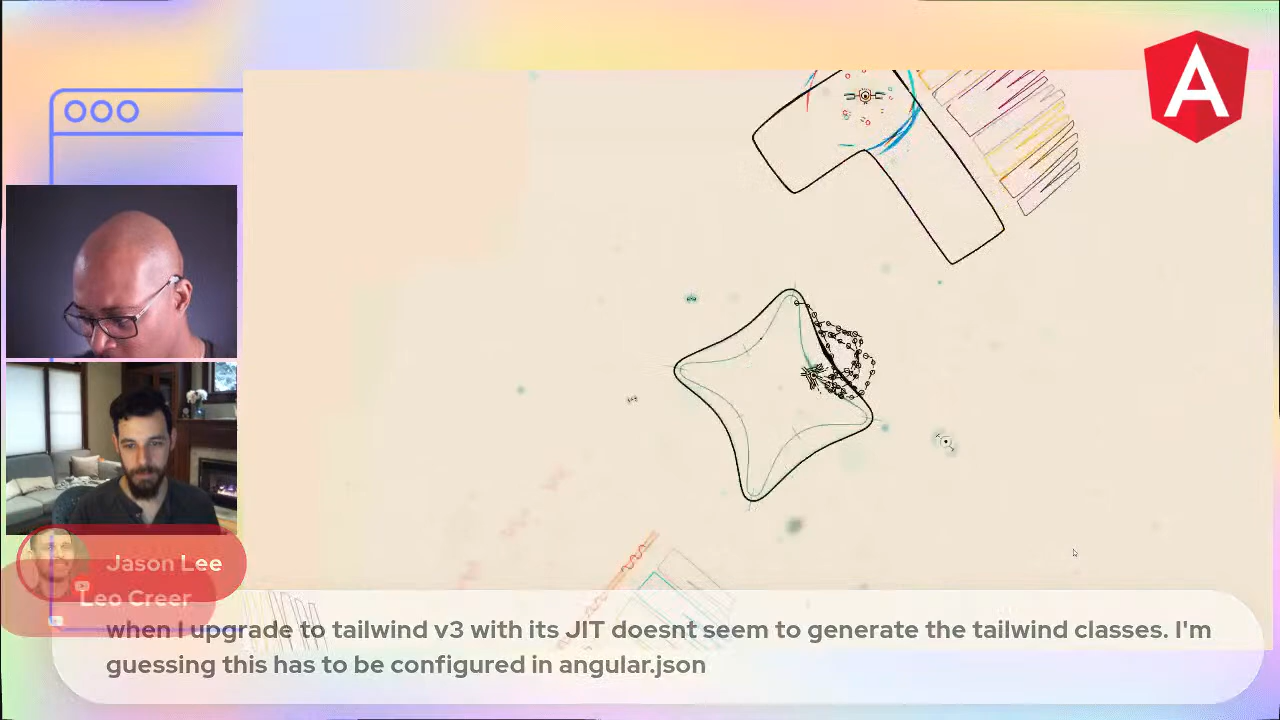 A
Jason Lee
Leo Creer
when I upgrade to tailwind v3 with its JIT doesnt seem to generate the tailwind classes. I'm
guessing this has to be configured in angular.json